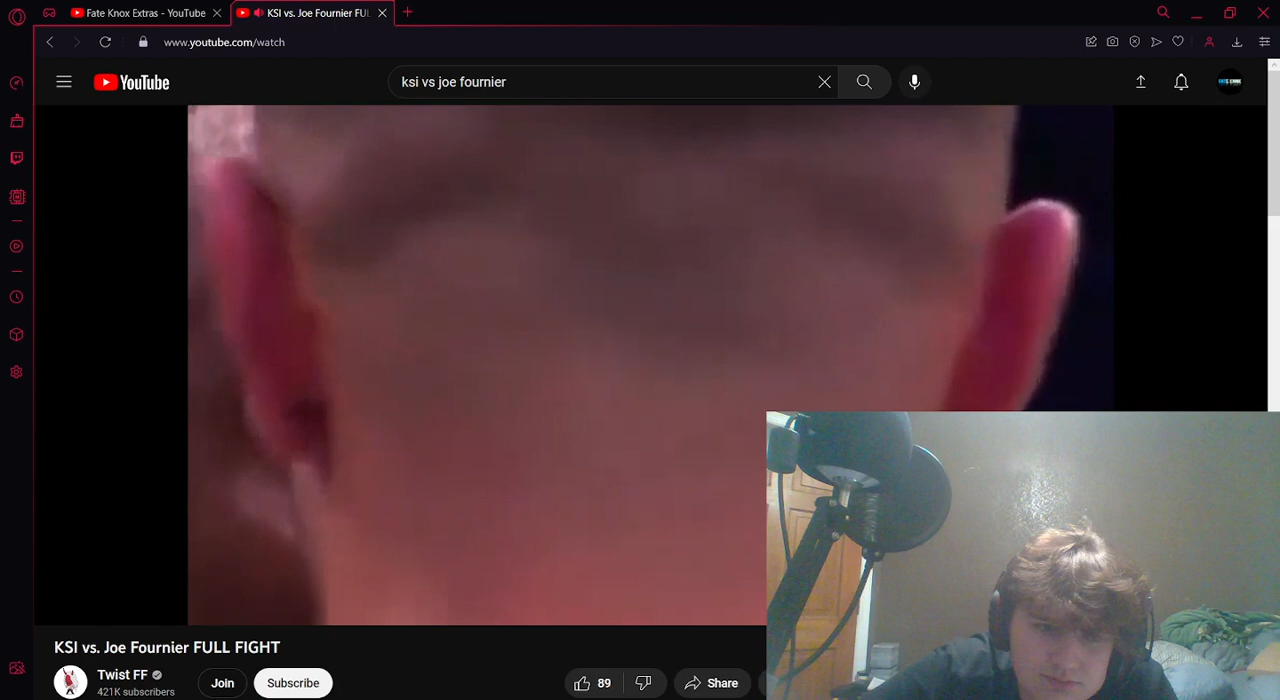 Fate Knox Extras - YouTube
KSI vs. Joe Fournier FUL
www.youtube.com/watch
YouTube
ksi vs joe fournier
KSI vs. Joe Fournier FULL FIGHT
Twist FF
421K subscribers
Join
Subscribe
89
Share